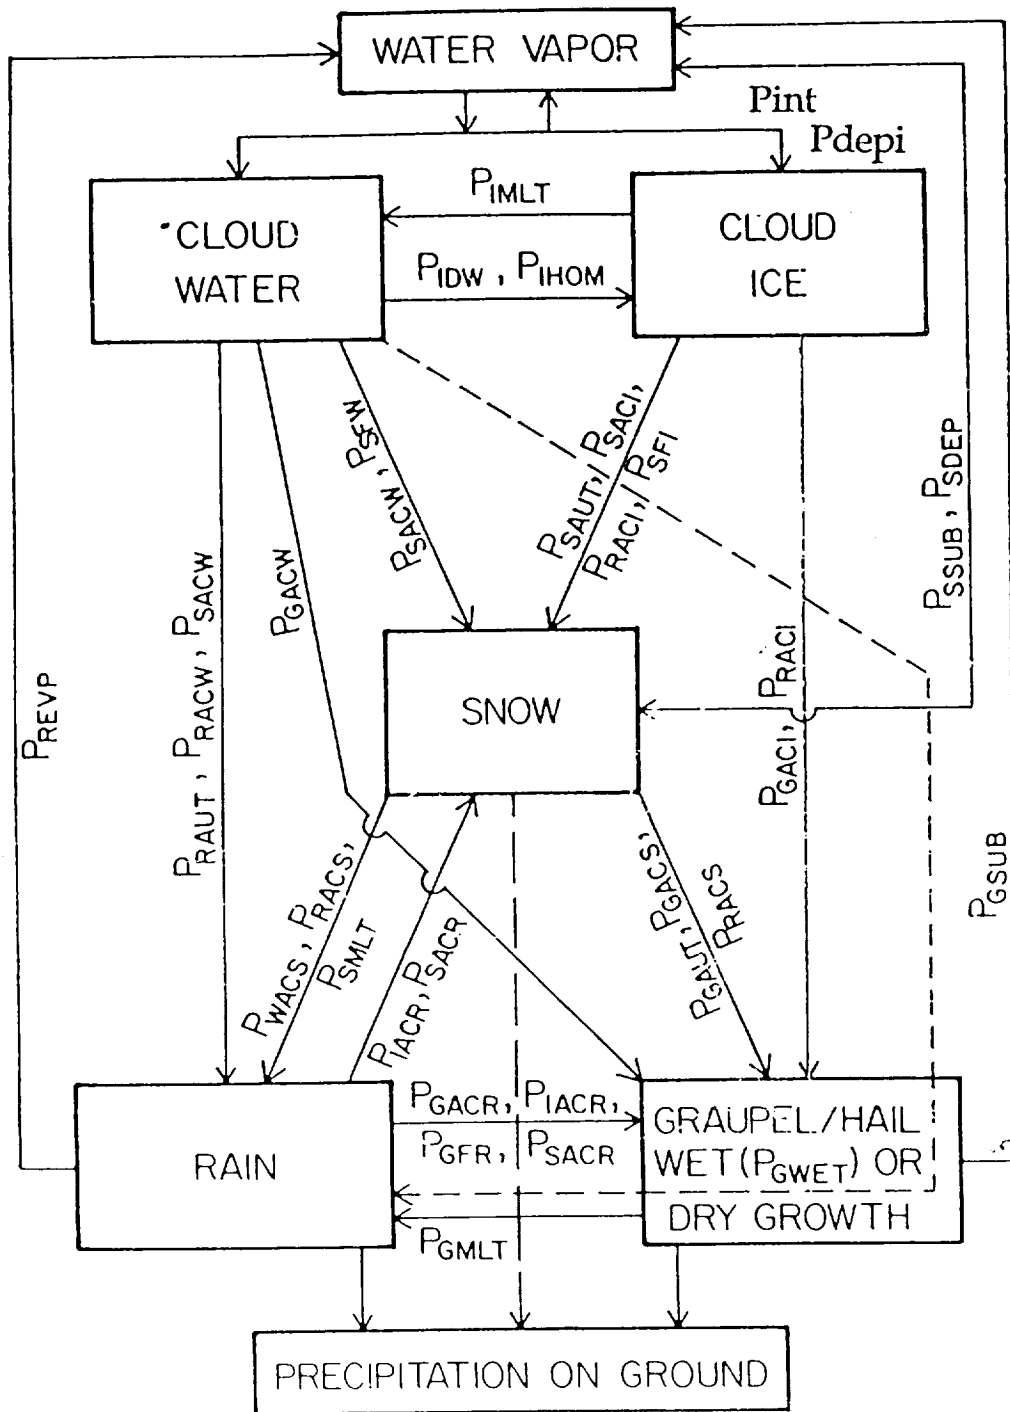 WATER VAPOR
Pint
Pdepi
CLOUD
WATER
PIMLT
PIDW , PIHOM
CLOUD
ICE
PREVP
PRAUT , PRACW , PSACW
PGACW
PSACW , PSFW
PSAUT, PSACI,
PRACI, PSFI
PGACI, PRACI
PSSUB, PSDEP
PGSUB
SNOW
PWACS , PRACS,
PSMLT
PIACR, PSACR
PGAUT, PGACS,
PRACS
RAIN
PGACR, PIACR,
PGFR, PSACR
PGMLT
GRAUPEL/HAIL
WET(PGWET) OR
DRY GROWTH
PRECIPITATION ON GROUND